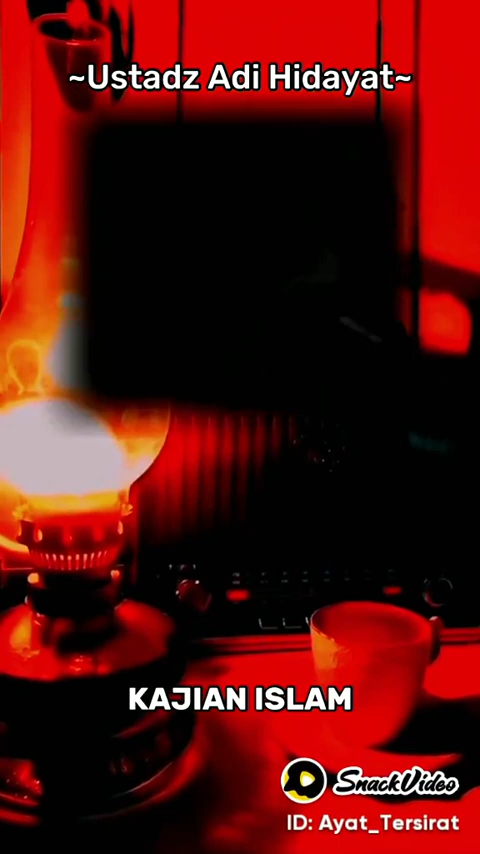 ~Ustadz Adi Hidayat~
KAJIAN ISLAM
SnackVideo
ID: Ayat_Tersirat